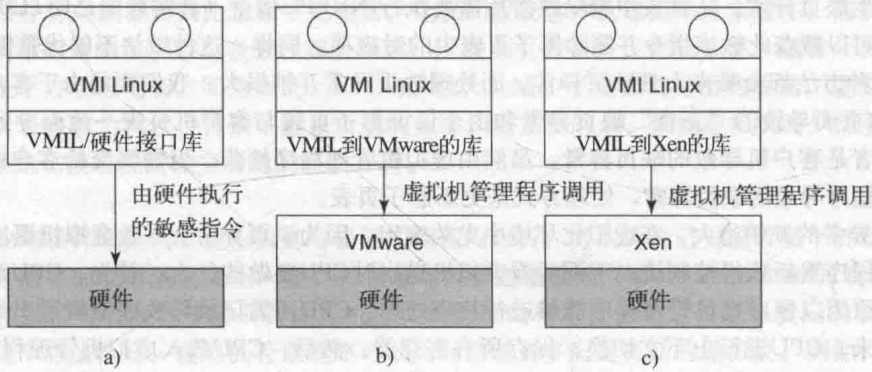 VMI Linux
VMI Linux
VMI Linux
VMIL/硬件接口库
VMIL到VMware的库
VMIL到Xen的库
由硬件执行
的敏感指令
虚拟机管理程序调用
虚拟机管理程序调用
VMware
Xen
硬件
硬件
硬件
a)
b)
c)